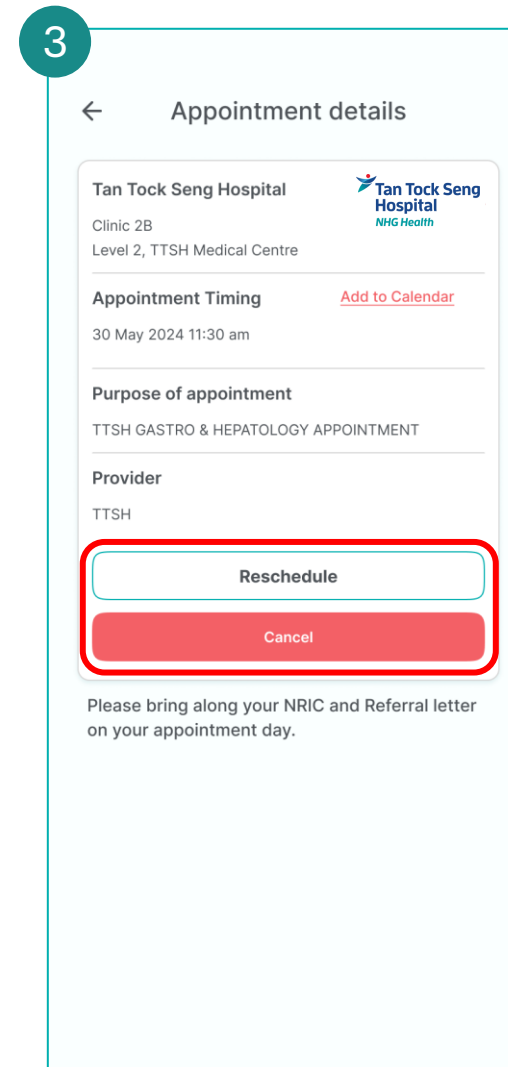 3
Appointment details
Tan Tock Seng Hospital
Tan Tock Seng
Hospital
NHG Health
Clinic 2B
Level 2, TTSH Medical Centre
Appointment Timing
Add to Calendar
30 May 2024 11:30 am
Purpose of appointment
TTSH GASTRO & HEPATOLOGY APPOINTMENT
Provider
TTSH
Reschedule
Cancel
Please bring along your NRIC and Referral letter
on your appointment day.